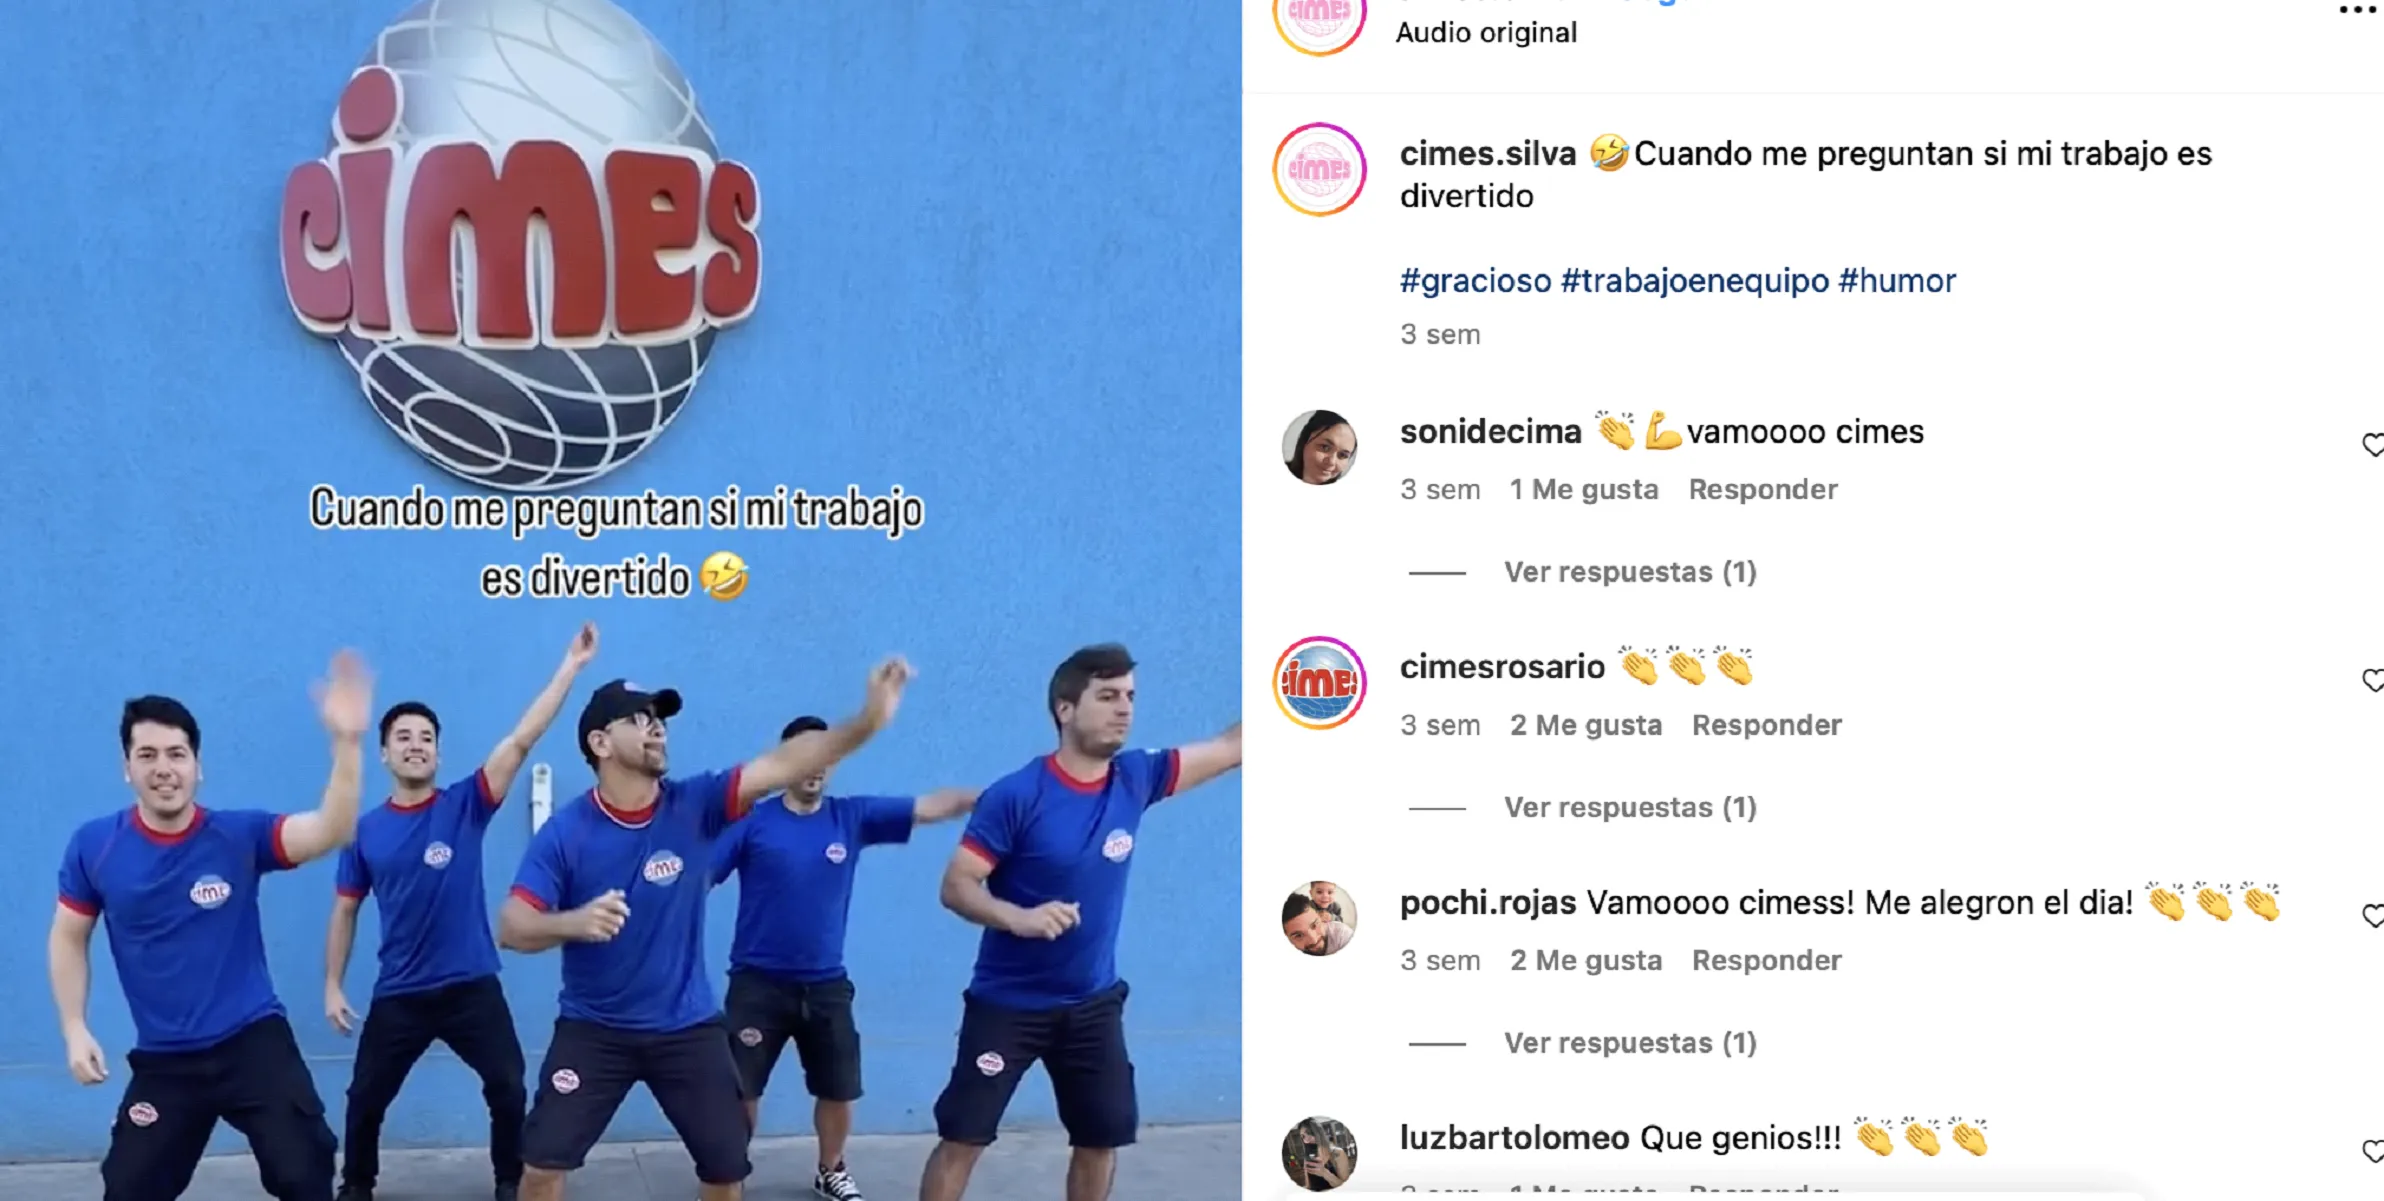 cimes
Cuando me preguntan si mi trabajo
es divertido 🤣
cimes
Audio original
cimes
cimes.silva 🤣Cuando me preguntan si mi trabajo es
divertido
#gracioso #trabajoenequipo #humor
3 sem
sonidecima 👏💪vamoooo cimes
3 sem 1 Me gusta Responder
Ver respuestas (1)
cimesrosario 👏👏👏
3 sem 2 Me gusta Responder
Ver respuestas (1)
pochi.rojas Vamoooo cimess! Me alegron el dia! 👏👏👏
3 sem 2 Me gusta Responder
Ver respuestas (1)
luzbartolomeo Que genios!!! 👏👏👏